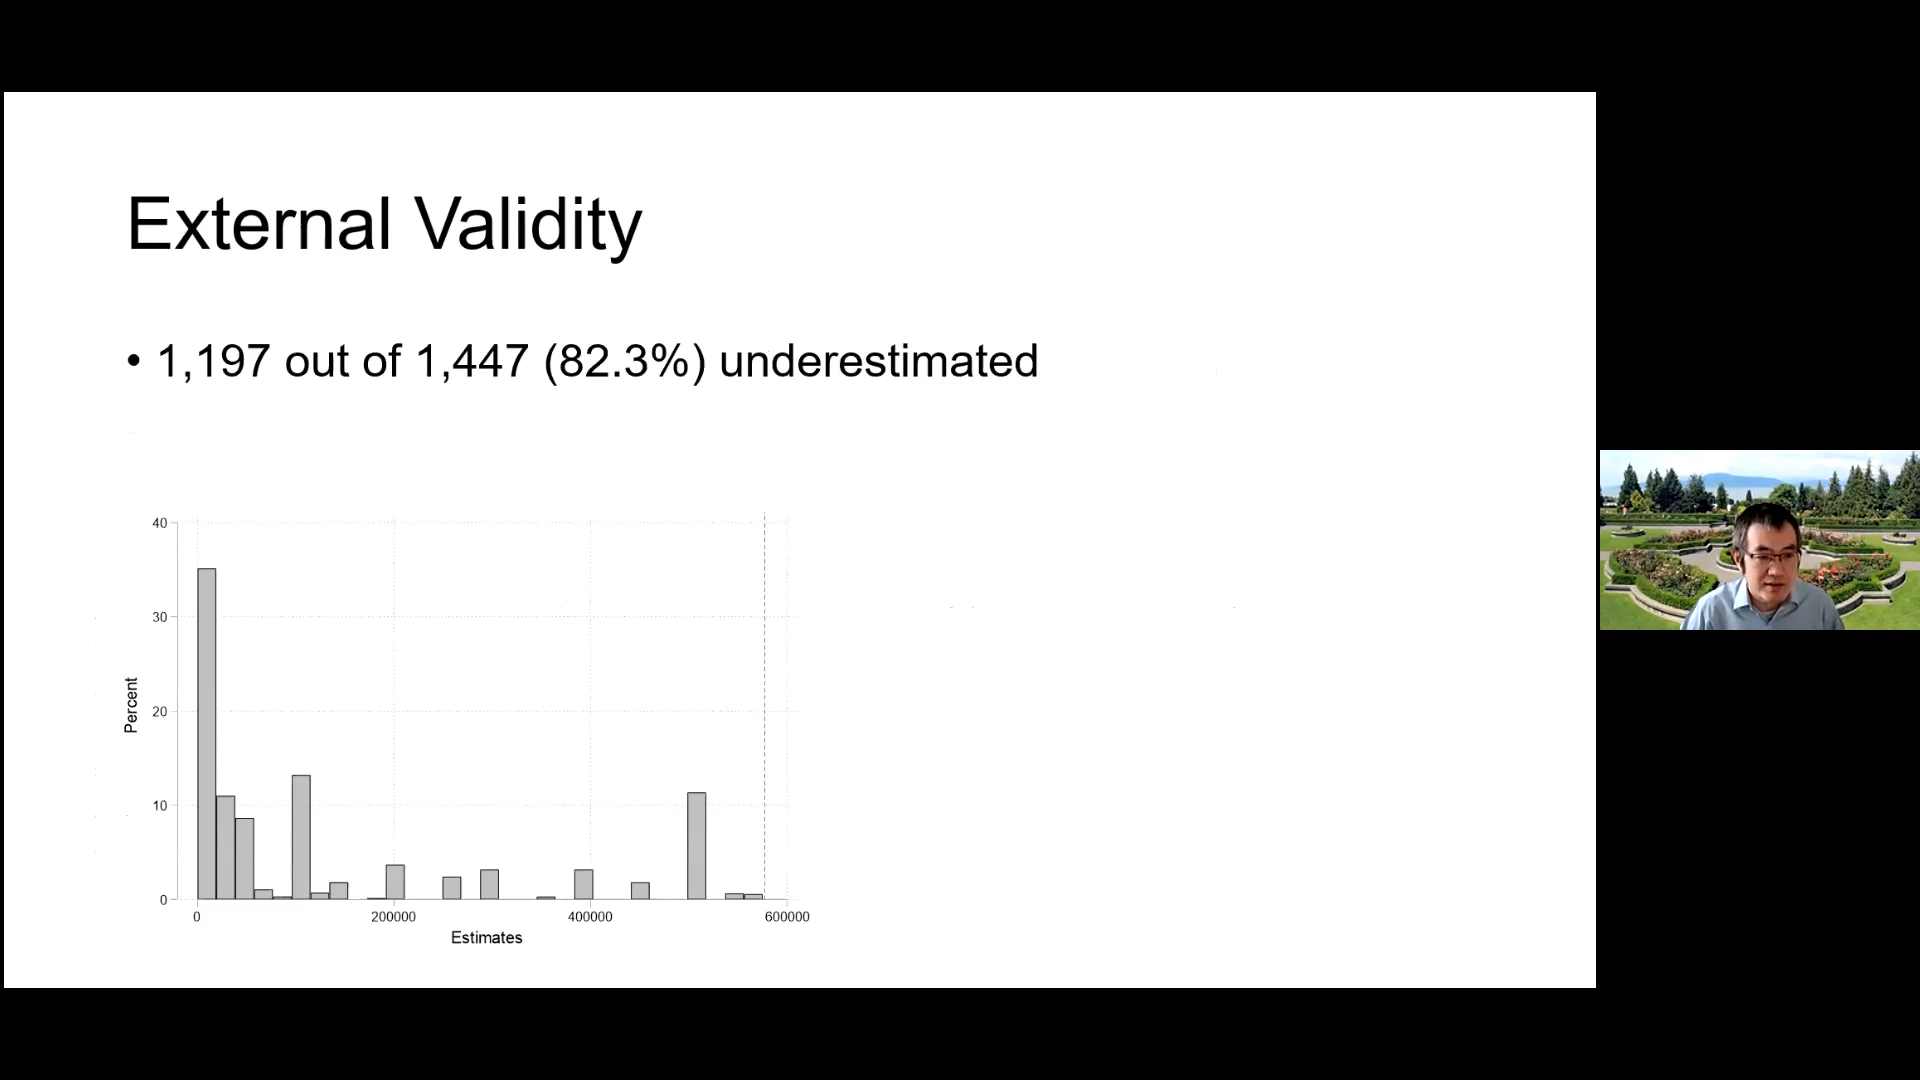 External Validity
• 1,197 out of 1,447 (82.3%) underestimated
40
30
20
10
0
Percent
0 200000 400000 600000
Estimates